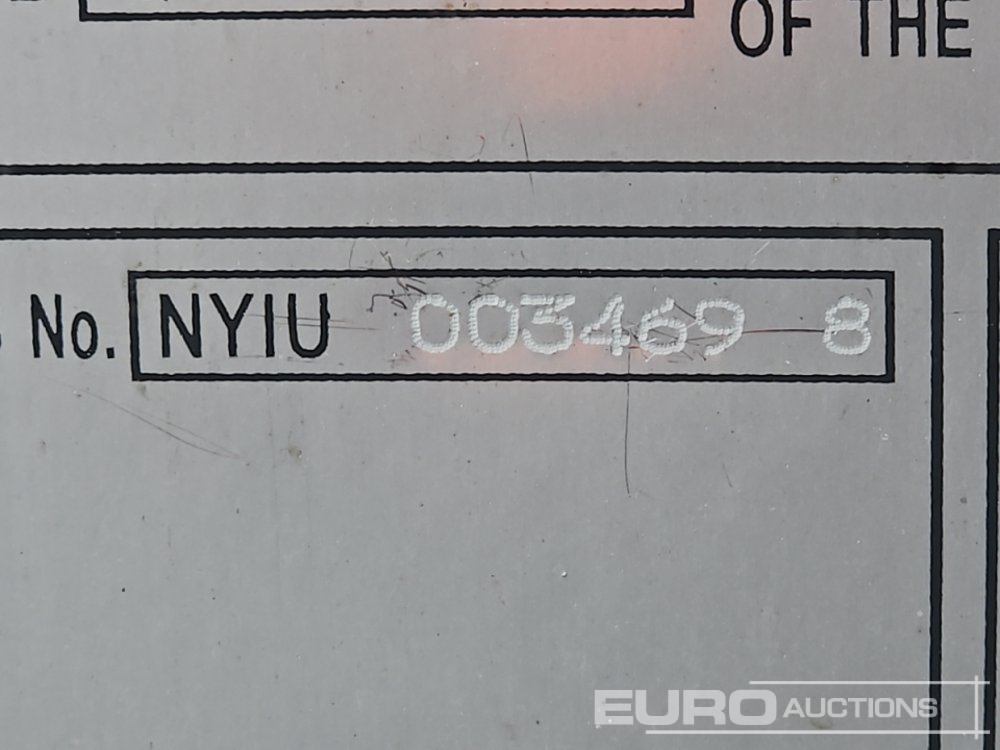 OF THE
No. NYIU 003469 8
EURO AUCTIONS